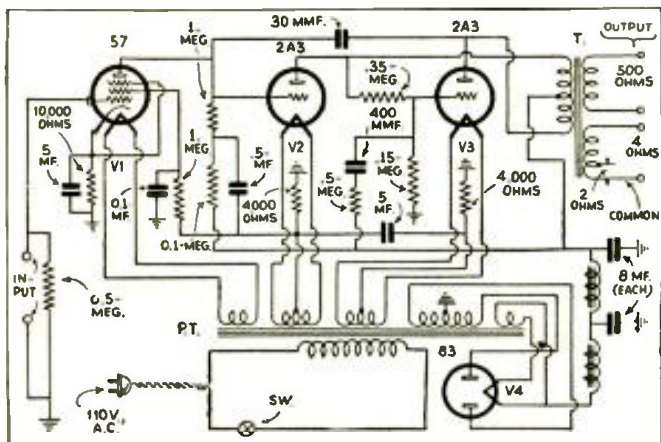 57
1.
MEG.
30 MMF.
2A3
2A3
T.
OUTPUT
500
OHMS
4
OHMS
2
OHMS
COMMON
10,000
OHMS
5
MF.
V1
0.1
MF.
1.
MEG.
.5-
MF.
0.1-MEG.
V2
4000
OHMS
.35-
MEG.
400
MMF.
.15-
MEG.
.5-
MEG.
5
MF.
V3
4,000
OHMS
8 MF.
(EACH)
IN-
PUT
0.5-
MEG.
P.T.
83
V4
110V.
A.C.
SW.